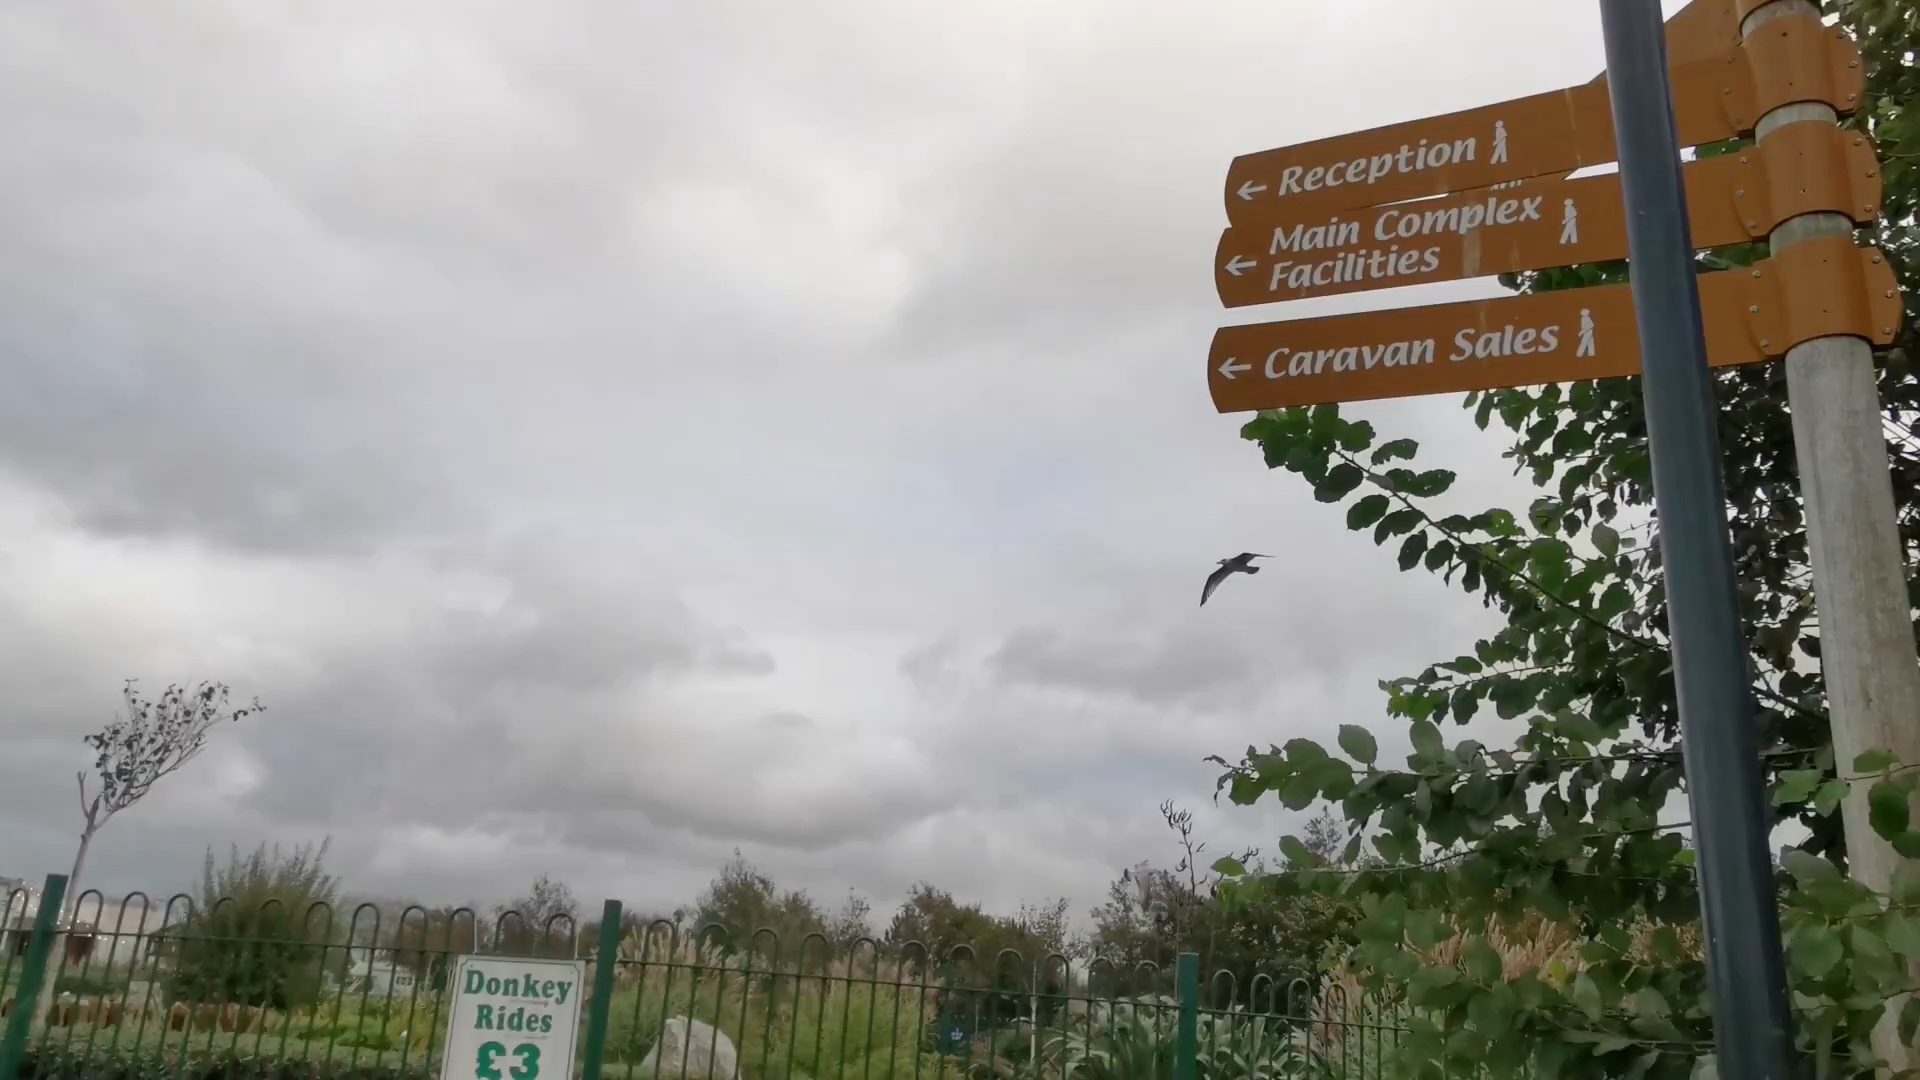 ← Reception
← Main Complex
Facilities
← Caravan Sales
Donkey
Rides
£3